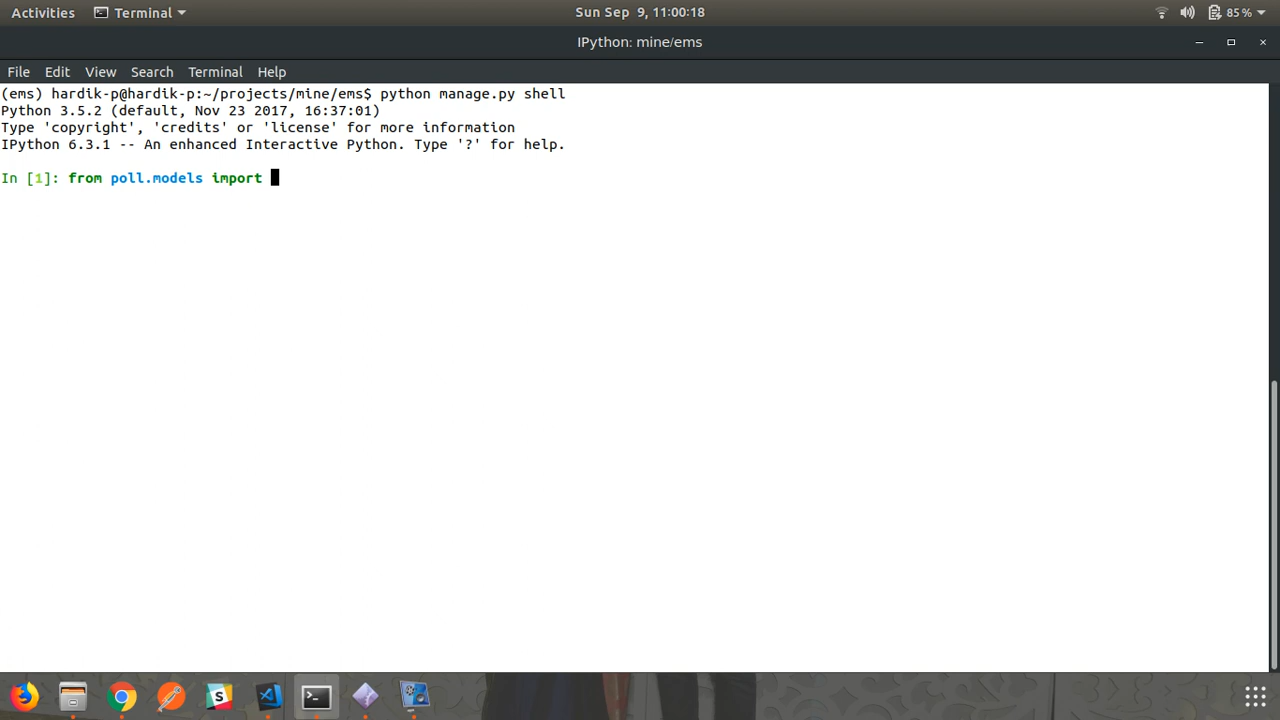 Activities Terminal Sun Sep 9, 11:00:18 85%
IPython: mine/ems
File Edit View Search Terminal Help
(ems) hardik-p@hardik-p:~/projects/mine/ems$ python manage.py shell
Python 3.5.2 (default, Nov 23 2017, 16:37:01)
Type 'copyright', 'credits' or 'license' for more information
IPython 6.3.1 -- An enhanced Interactive Python. Type '?' for help.
In [1]: from poll.models import